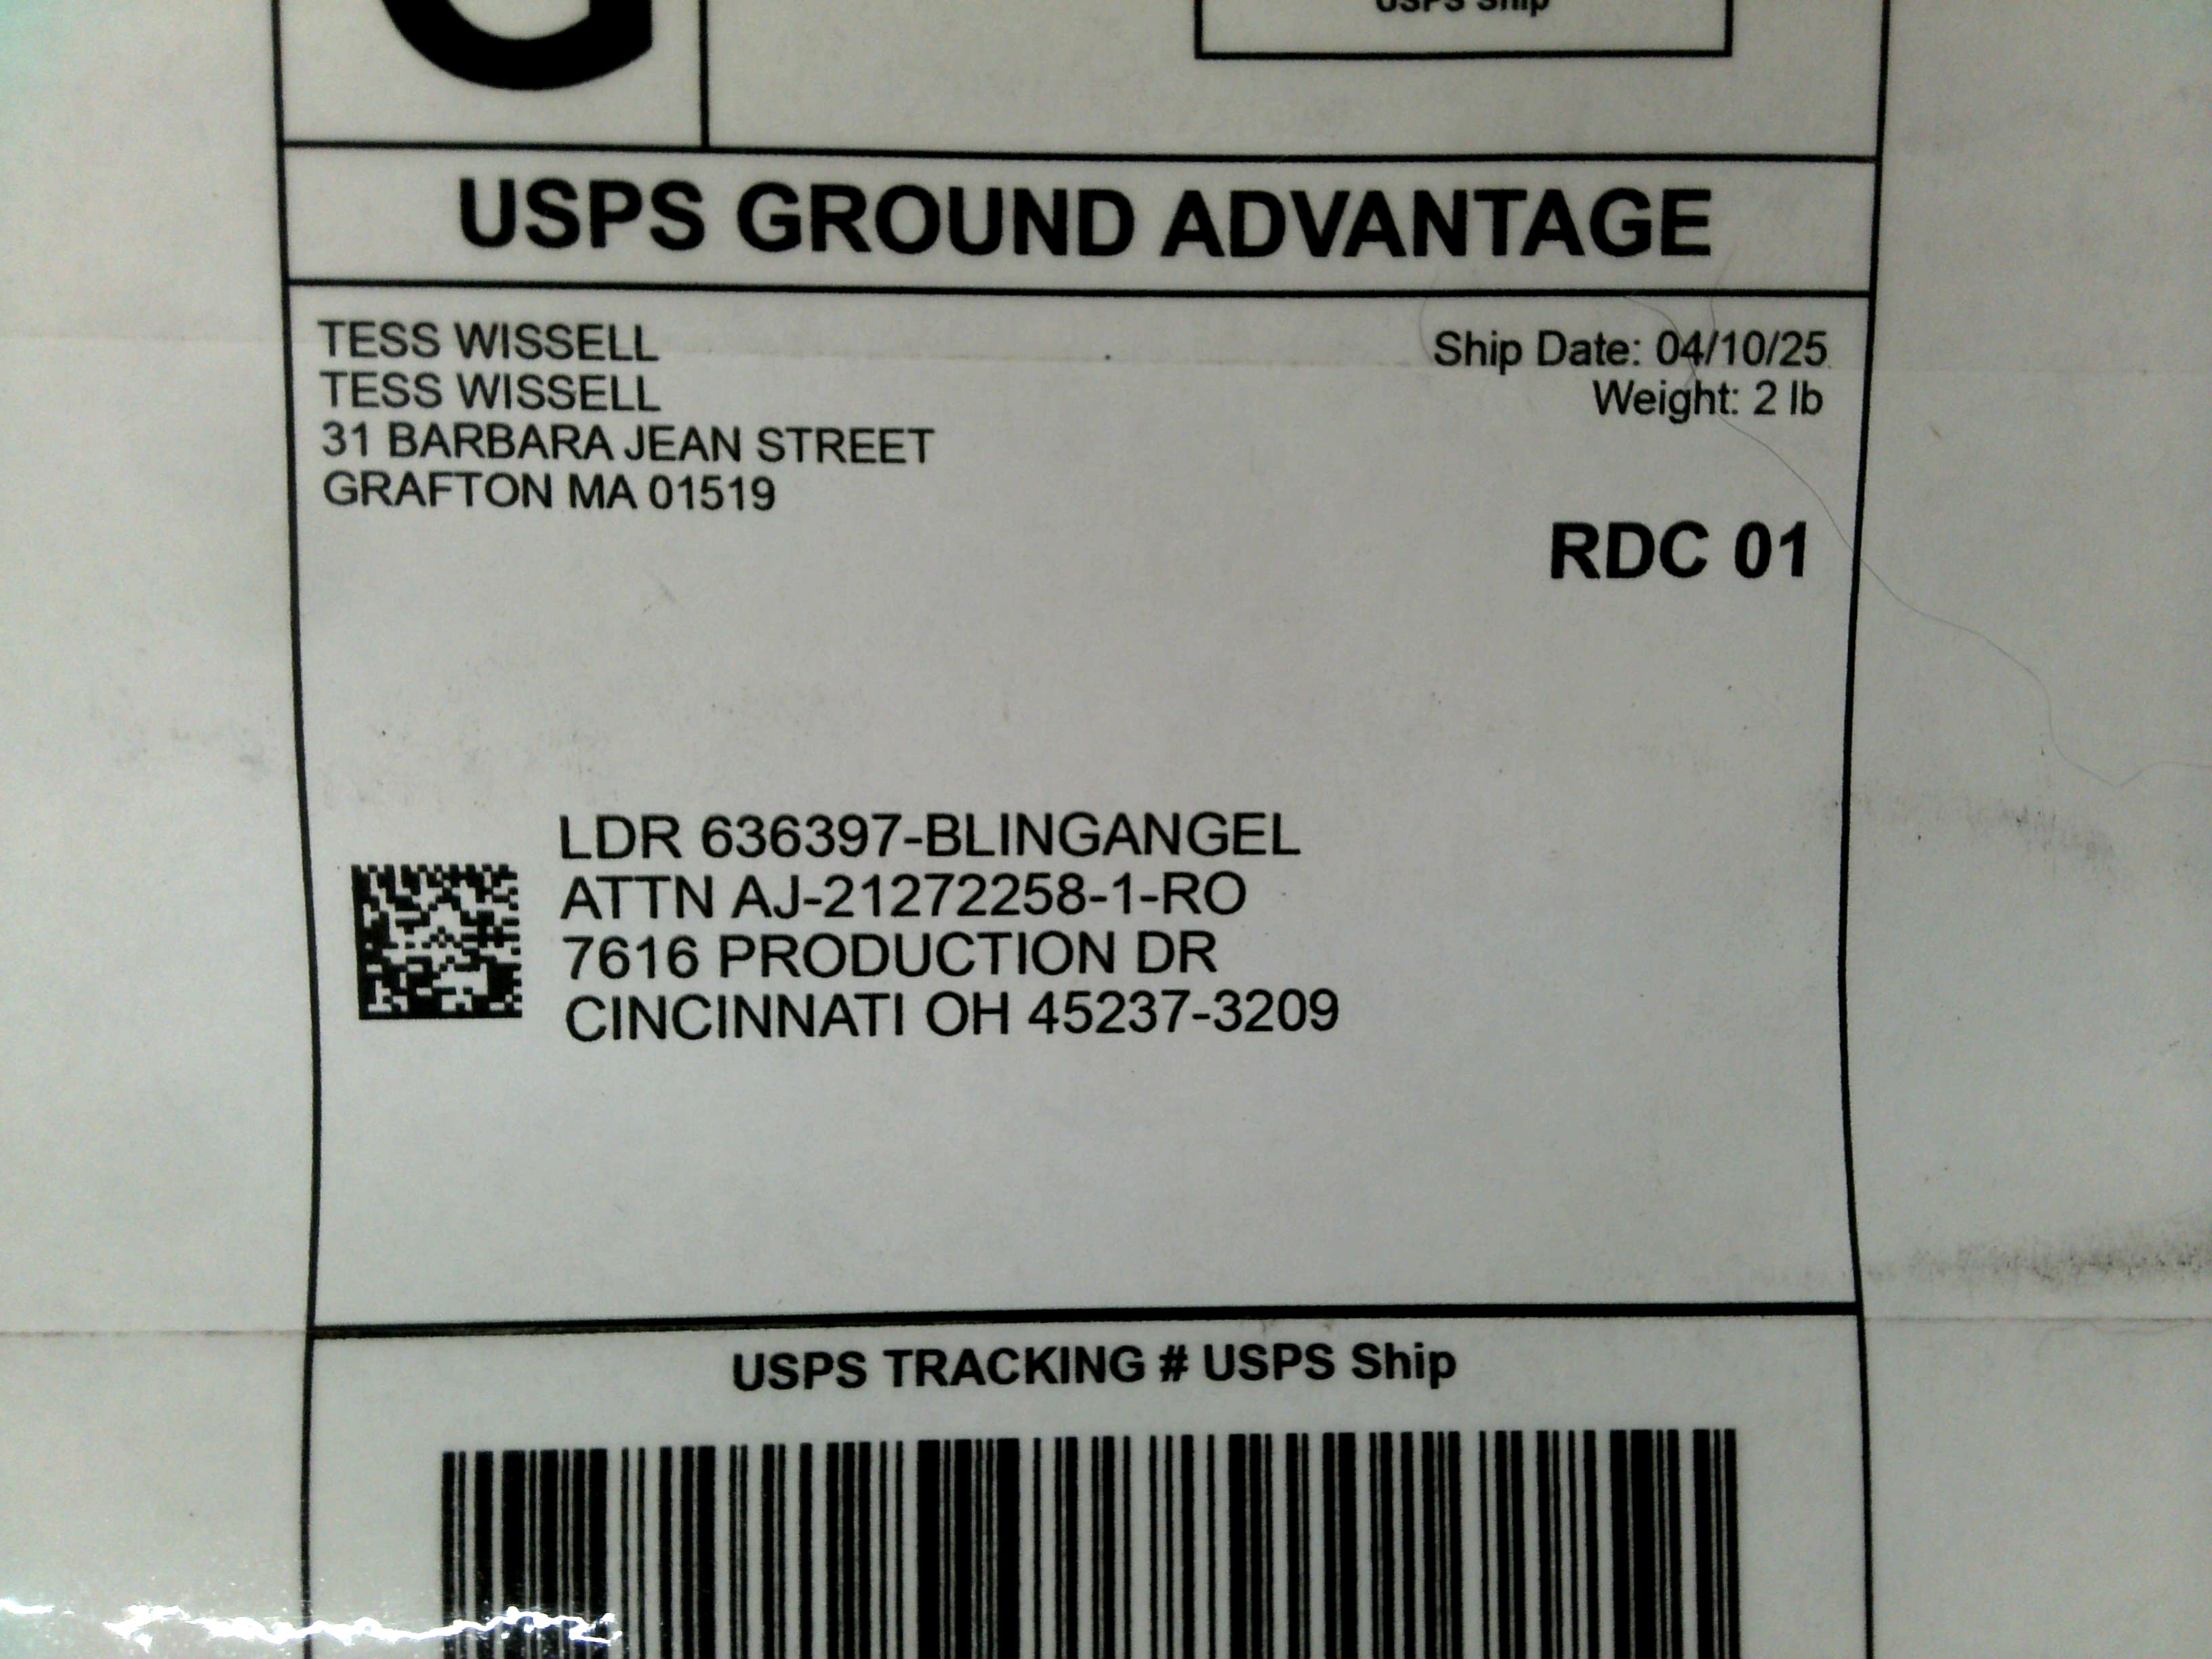 G
USPS Ship
USPS GROUND ADVANTAGE
TESS WISSELL
TESS WISSELL
31 BARBARA JEAN STREET
GRAFTON MA 01519
Ship Date: 04/10/25
Weight: 2 lb
RDC 01
LDR 636397-BLINGANGEL
ATTN AJ-21272258-1-RO
7616 PRODUCTION DR
CINCINNATI OH 45237-3209
USPS TRACKING # USPS Ship